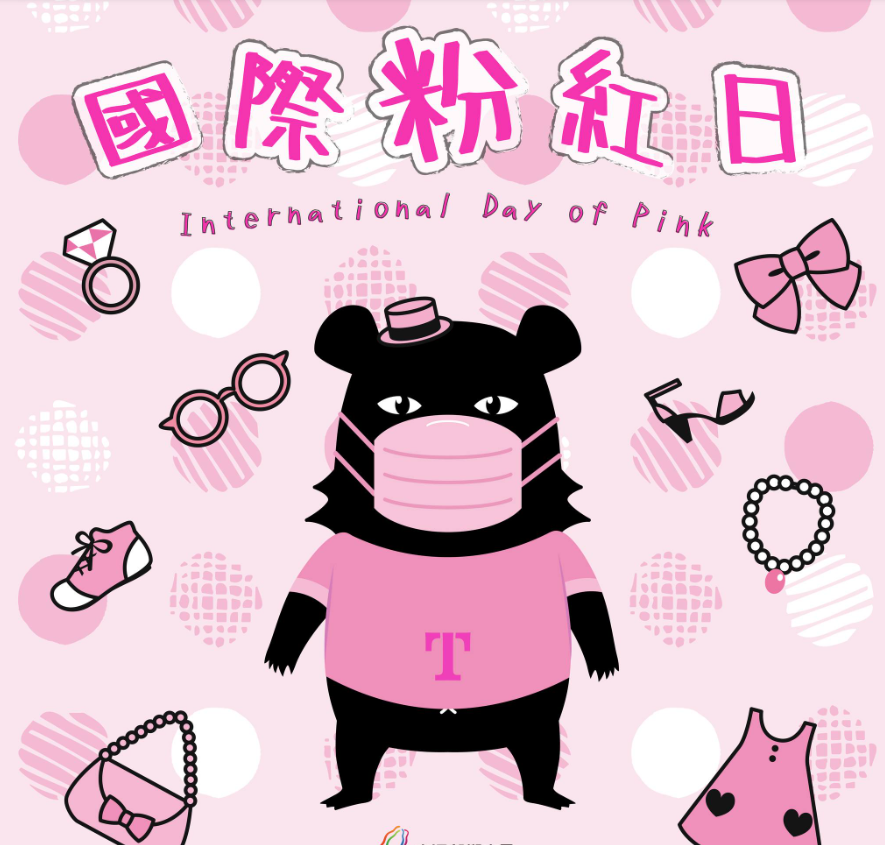 國際粉紅日
International Day of Pink
T